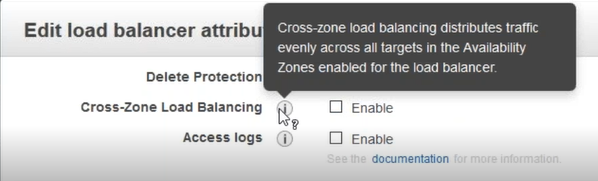 Edit load balancer attribu
Cross-zone load balancing distributes traffic
evenly across all targets in the Availability
Zones enabled for the load balancer.
Delete Protection
Cross-Zone Load Balancing i Enable
Access logs i Enable
See the documentation for more information.